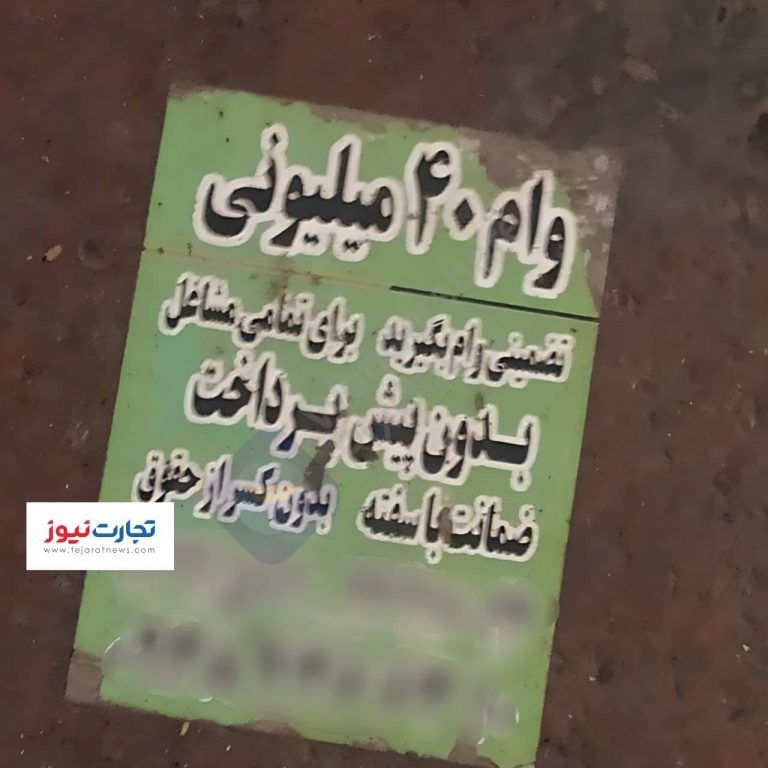 وام ۴۰ میلیونی
تضمینی وام بگیرید برای تمامی مشاغل
بدون پیش پرداخت
ضمانت با سفته بدون کسر از حقوق
تجارت نیوز
www.tejaratnews.com